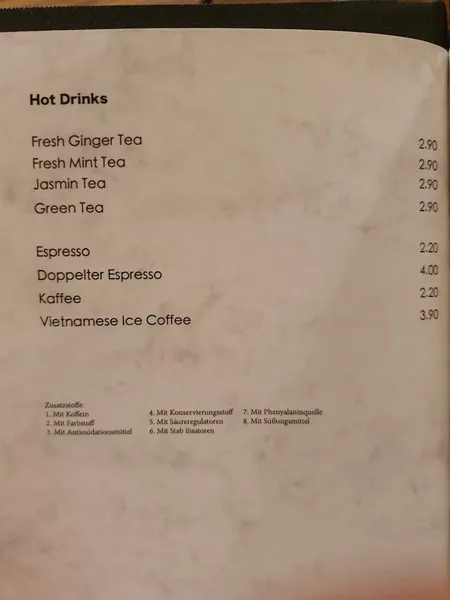 Hot Drinks
Fresh Ginger Tea 2.90
Fresh Mint Tea 2.90
Jasmin Tea 2.90
Green Tea 2.90
Espresso 2.20
Doppelter Espresso 4.00
Kaffee 2.20
Vietnamese Ice Coffee 3.90
Zusatzstoffe:
1. Mit Koffein 4. Mit Konservierungsstoff 7. Mit Phenyalaninquelle
2. Mit Farbstoff 5. Mit Säureregulatoren 8. Mit Süßungsmittel
3. Mit Antioxidationsmittel 6. Mit Stab ilisatoren